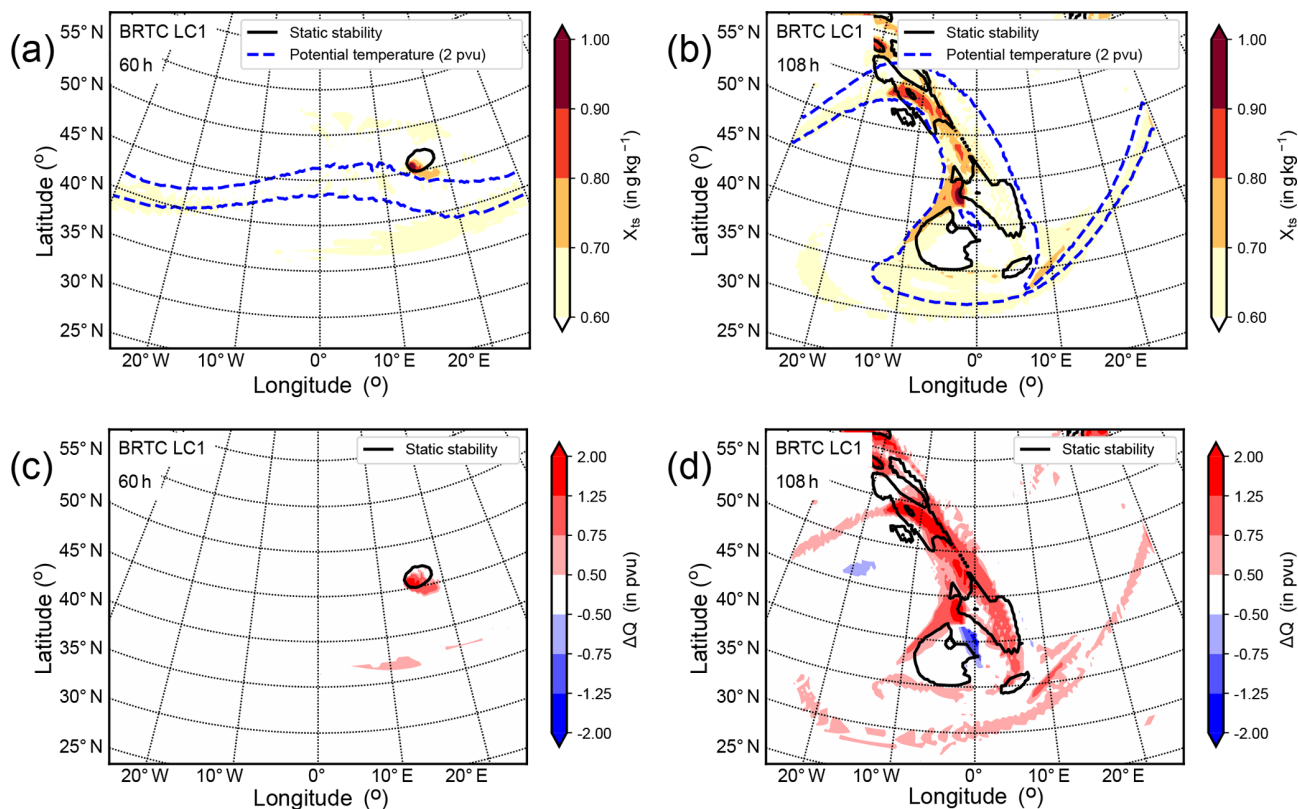 (a)
BRTC LC1
60 h
Static stability
Potential temperature (2 pvu)
55° N
50° N
45° N
40° N
35° N
30° N
25° N
Latitude (°)
20° W
10° W
0°
10° E
20° E
Longitude (°)
1.00
0.90
0.80
0.70
0.60
Xts (in g kg⁻¹)
(b)
BRTC LC1
108 h
Static stability
Potential temperature (2 pvu)
55° N
50° N
45° N
40° N
35° N
30° N
25° N
Latitude (°)
20° W
10° W
0°
10° E
20° E
Longitude (°)
1.00
0.90
0.80
0.70
0.60
Xts (in g kg⁻¹)
(c)
BRTC LC1
60 h
Static stability
55° N
50° N
45° N
40° N
35° N
30° N
25° N
Latitude (°)
20° W
10° W
0°
10° E
20° E
Longitude (°)
2.00
1.25
0.75
0.50
-0.50
-0.75
-1.25
-2.00
ΔQ (in pvu)
(d)
BRTC LC1
108 h
Static stability
55° N
50° N
45° N
40° N
35° N
30° N
25° N
Latitude (°)
20° W
10° W
0°
10° E
20° E
Longitude (°)
2.00
1.25
0.75
0.50
-0.50
-0.75
-1.25
-2.00
ΔQ (in pvu)